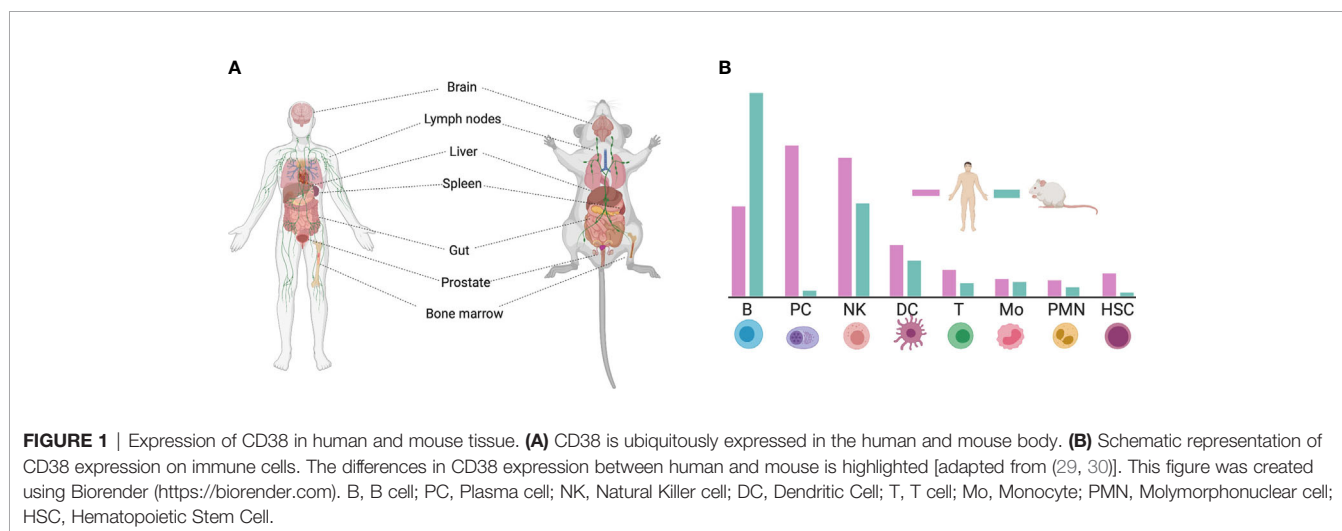 A
Brain
Lymph nodes
Liver
Spleen
Gut
Prostate
Bone marrow
B
B PC NK DC T Mo PMN HSC
FIGURE 1 | Expression of CD38 in human and mouse tissue. (A) CD38 is ubiquitously expressed in the human and mouse body. (B) Schematic representation of
CD38 expression on immune cells. The differences in CD38 expression between human and mouse is highlighted [adapted from (29, 30)]. This figure was created
using Biorender (https://biorender.com). B, B cell; PC, Plasma cell; NK, Natural Killer cell; DC, Dendritic Cell; T, T cell; Mo, Monocyte; PMN, Molymorphonuclear cell;
HSC, Hematopoietic Stem Cell.